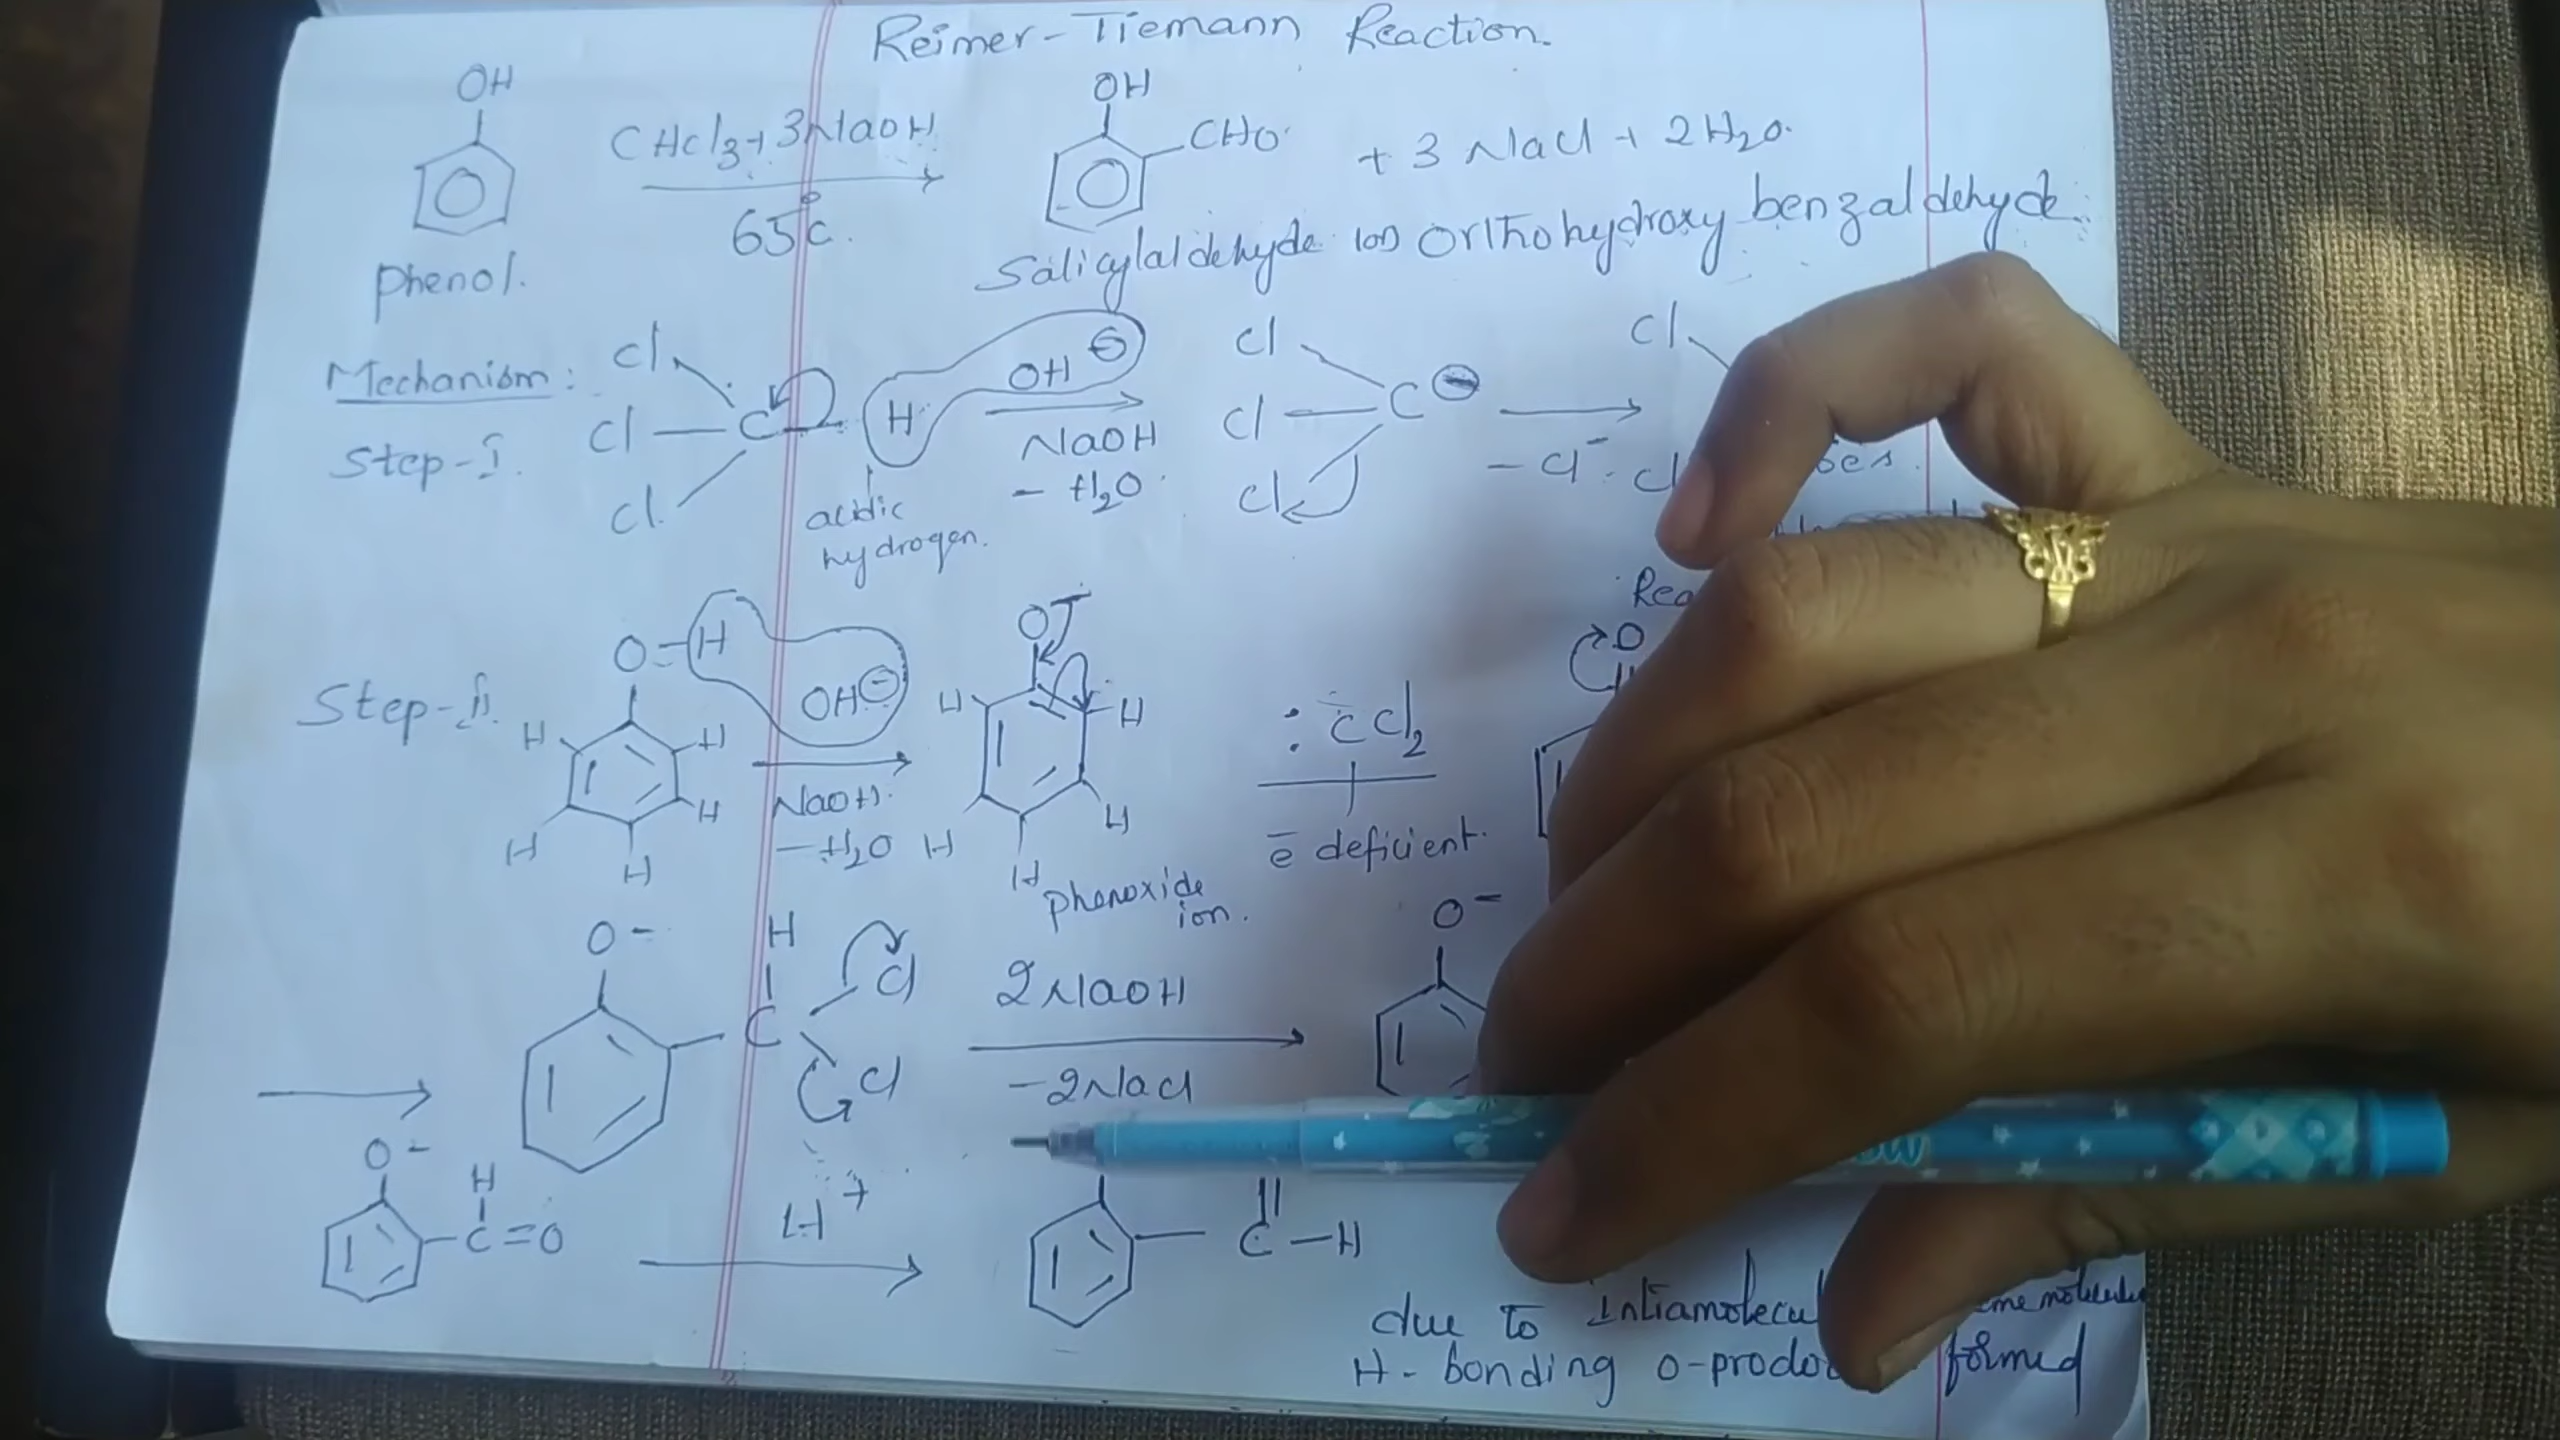 Reimer-Tiemann Reaction.
OH
OH
CHCl3+3NaOH
CHO
+ 3 NaCl + 2H2O.
65°C.
Phenol.
Salicylaldehyde (or) Orthohydroxy benzaldehyde.
Mechanism:
Step-I.
Cl
Cl - C - H
Cl
acidic
hydrogen.
OH ⊖
NaOH
- H2O
Cl
Cl - C ⊖
Cl
- Cl-
Cl
Cl
Step-II.
O-H
OH⊖
H H
H H
H
NaOH.
-H2O
O-
H H
H H
H
phenoxide
ion.
:CCl2
e deficient.
O
O-
H
C
Cl
Cl
2NaOH
-2NaCl
O-
O-
H
C=O
H+
C-H
due to
H-bonding formed